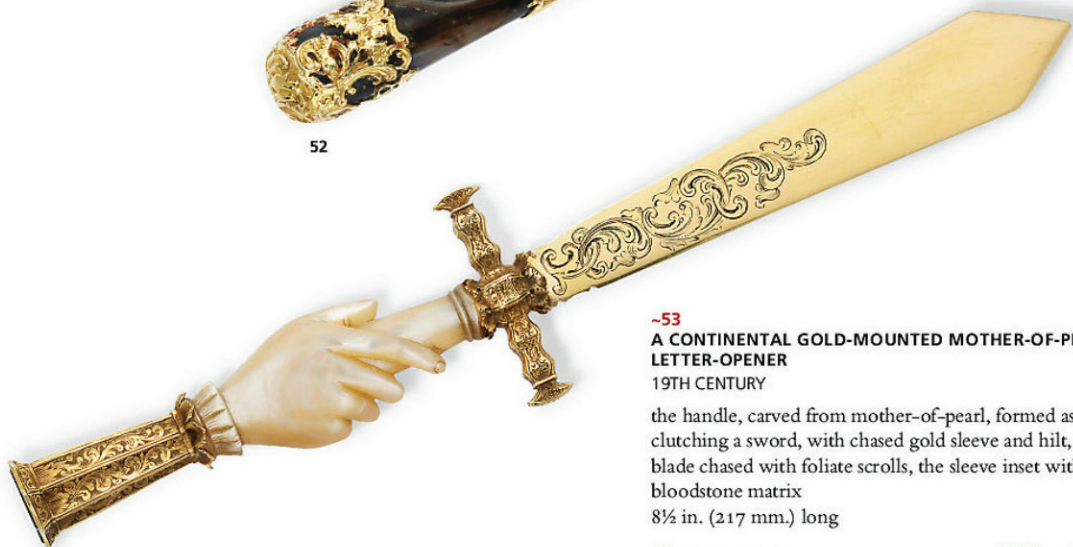 52
~53
A CONTINENTAL GOLD-MOUNTED MOTHER-OF-
LETTER-OPENER
19TH CENTURY
the handle, carved from mother-of-pearl, formed as
clutching a sword, with chased gold sleeve and hilt,
blade chased with foliate scrolls, the sleeve inset
bloodstone matrix
8½ in. (217 mm.) long